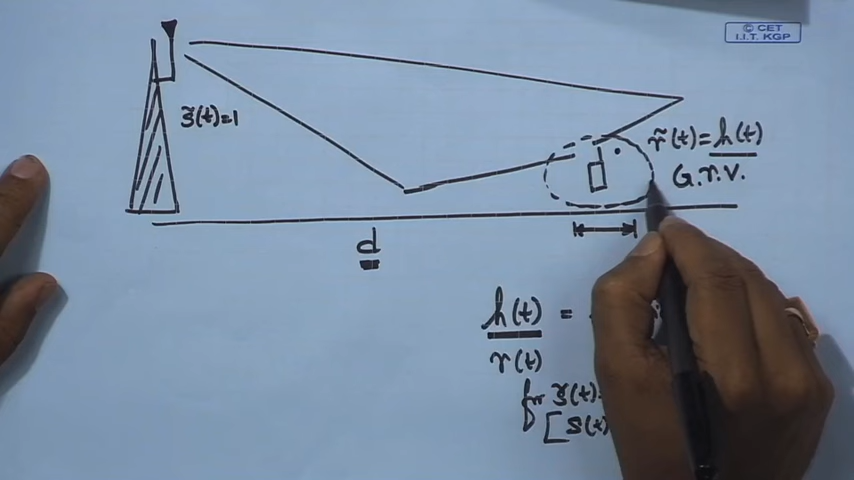 © CET
I.I.T. KGP
s̃(t)=1
r̃(t)=h(t)
G.r.v.
d
h(t) =
r(t)
for s̃(t)=
[S(t)